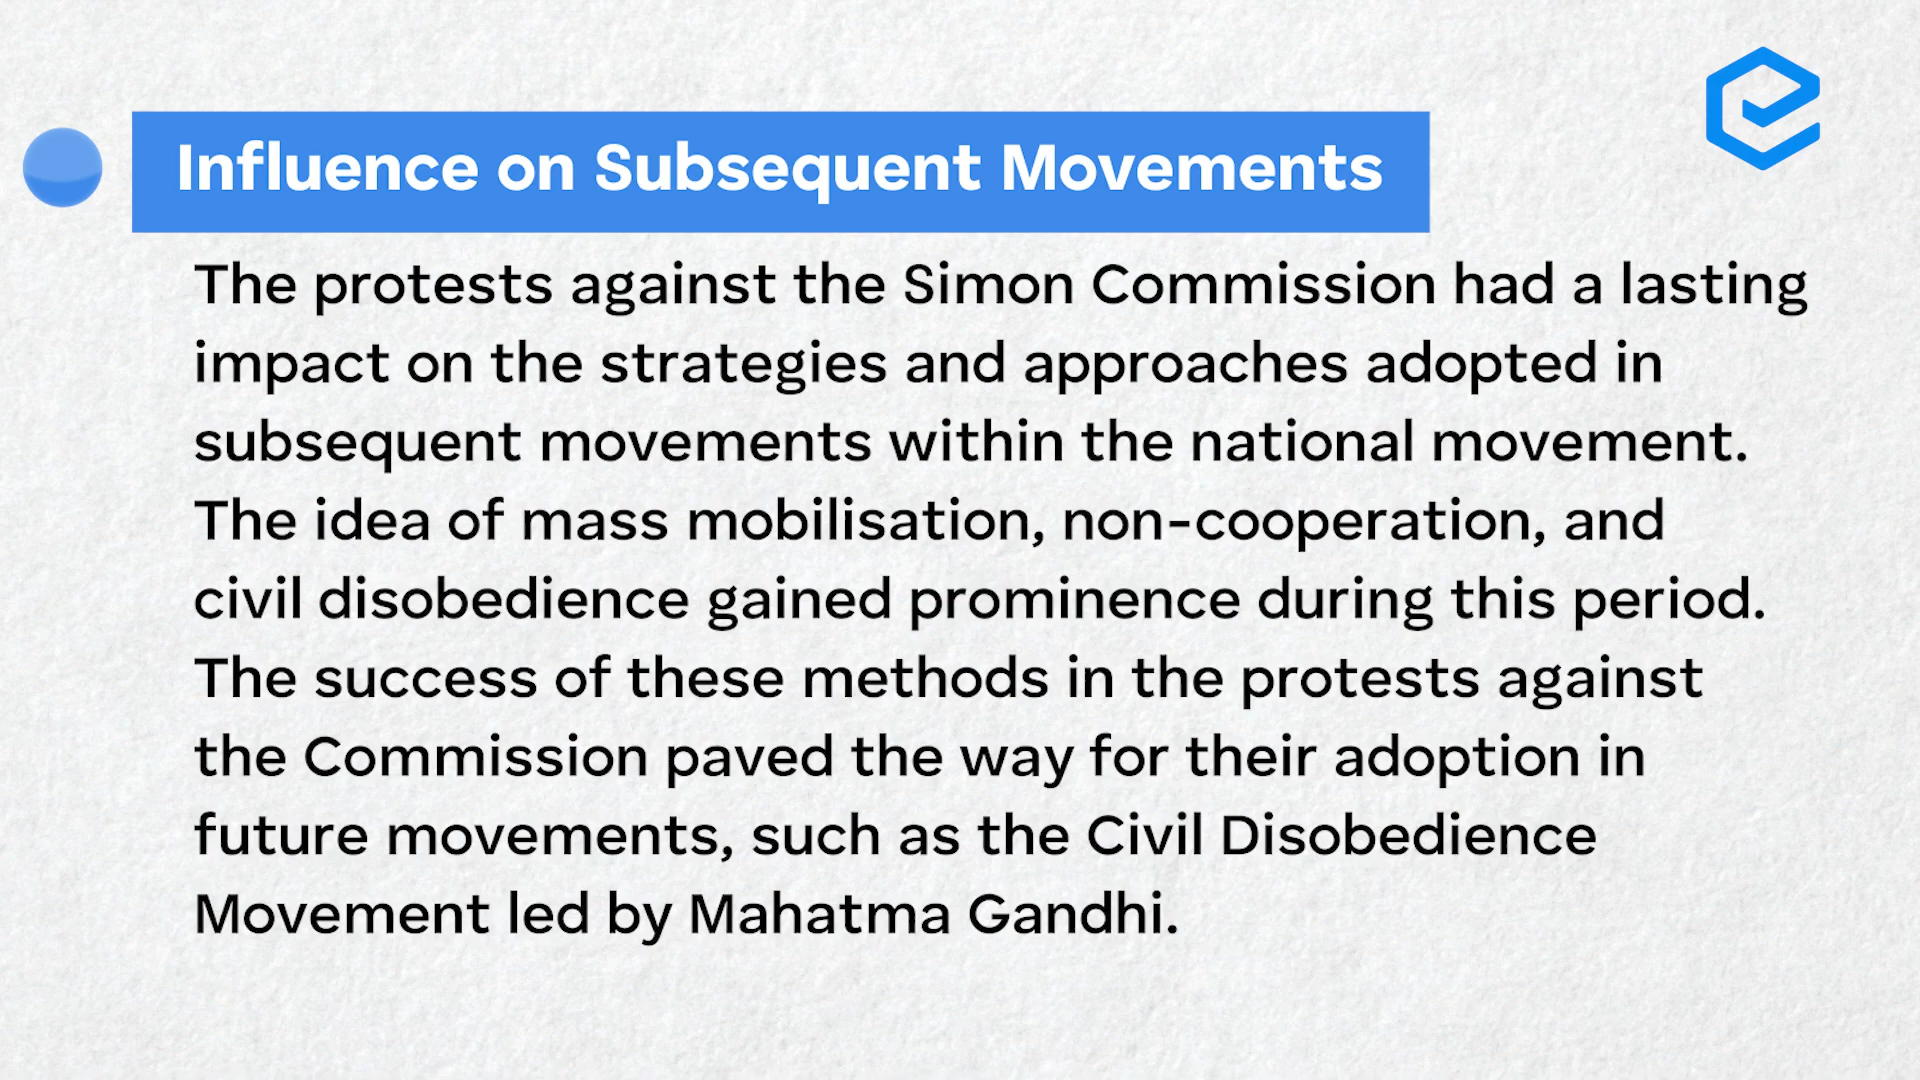 Influence on Subsequent Movements
The protests against the Simon Commission had a lasting
impact on the strategies and approaches adopted in
subsequent movements within the national movement.
The idea of mass mobilisation, non-cooperation, and
civil disobedience gained prominence during this period.
The success of these methods in the protests against
the Commission paved the way for their adoption in
future movements, such as the Civil Disobedience
Movement led by Mahatma Gandhi.